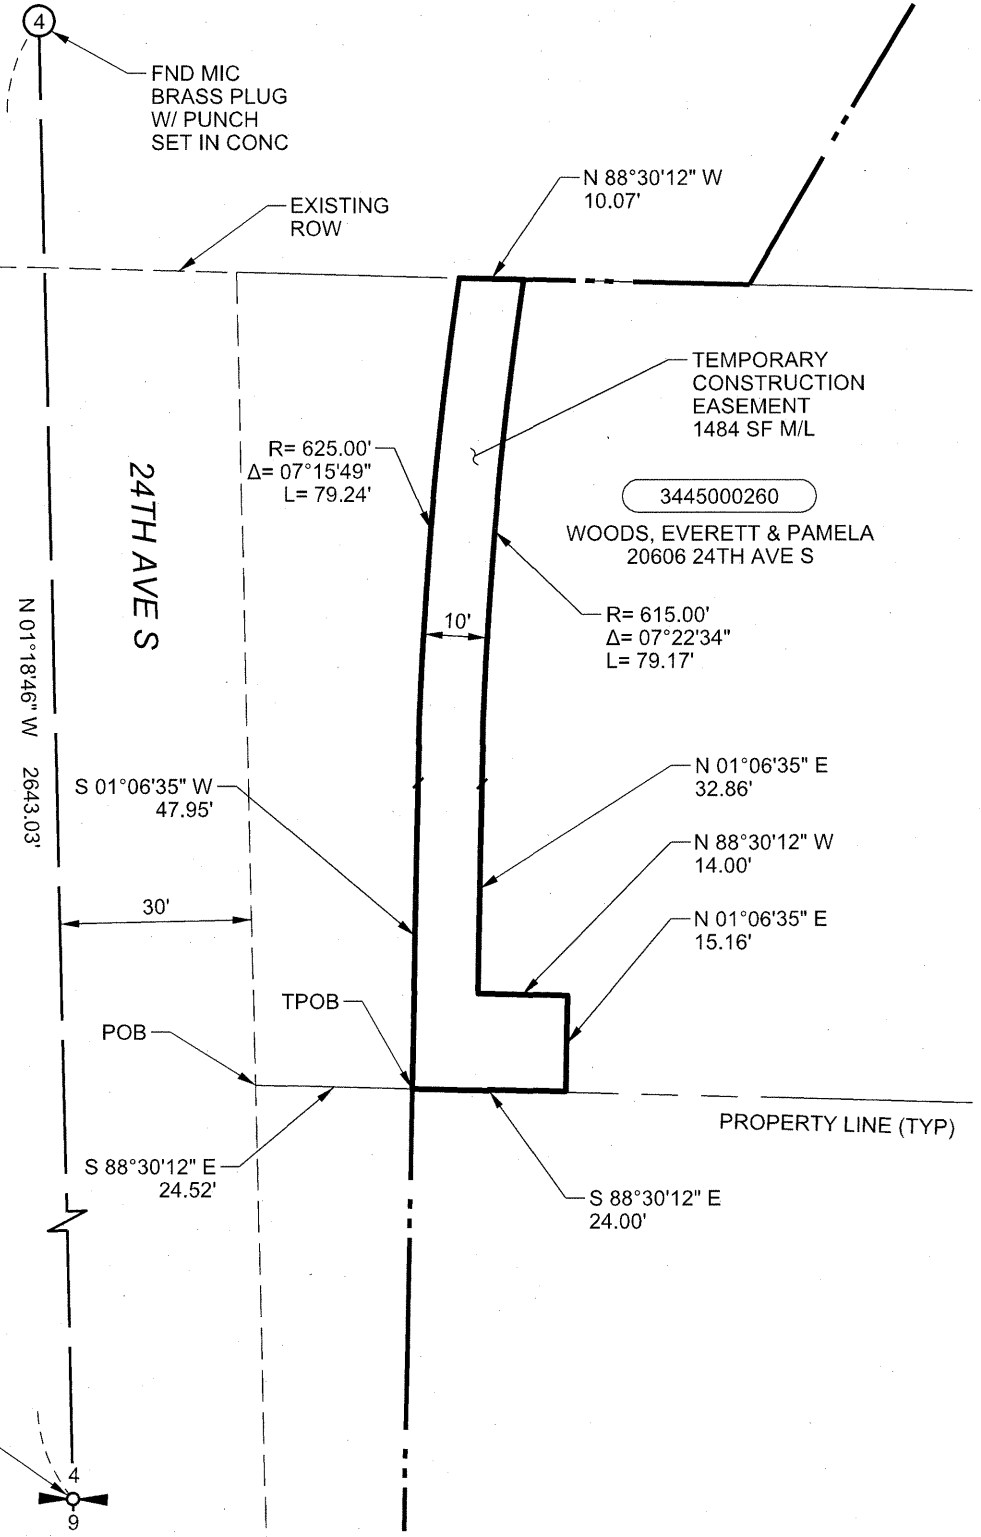 4
FND MIC
BRASS PLUG
W/ PUNCH
SET IN CONC
N 88°30'12" W
10.07'
EXISTING
ROW
TEMPORARY
CONSTRUCTION
EASEMENT
1484 SF M/L
R= 625.00'
Δ= 07°15'49"
L= 79.24'
24TH AVE S
3445000260
WOODS, EVERETT & PAMELA
20606 24TH AVE S
10'
R= 615.00'
Δ= 07°22'34"
L= 79.17'
N 01°18'46" W 2643.03'
S 01°06'35" W
47.95'
N 01°06'35" E
32.86'
N 88°30'12" W
14.00'
30'
N 01°06'35" E
15.16'
TPOB
POB
PROPERTY LINE (TYP)
S 88°30'12" E
24.52'
S 88°30'12" E
24.00'
4
9